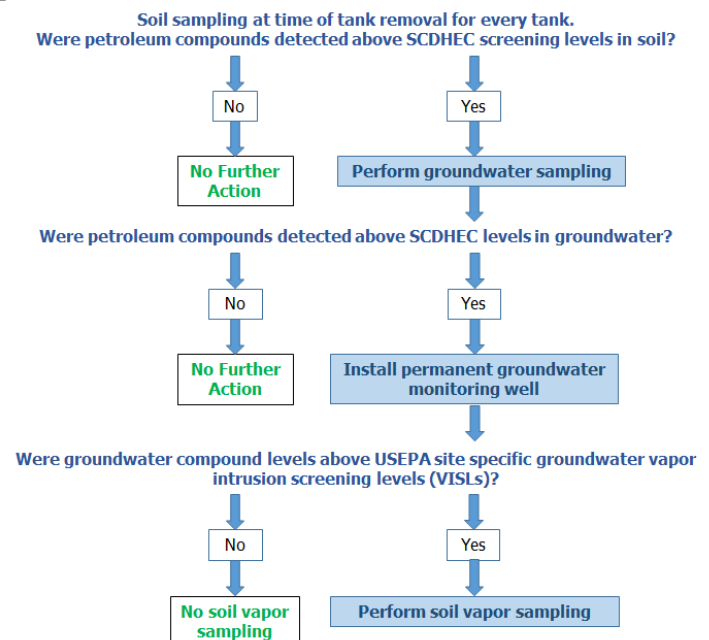 Soil sampling at time of tank removal for every tank.
Were petroleum compounds detected above SCDHEC screening levels in soil?
No
Yes
No Further
Action
Perform groundwater sampling
Were petroleum compounds detected above SCDHEC levels in groundwater?
No
Yes
No Further
Action
Install permanent groundwater
monitoring well
Were groundwater compound levels above USEPA site specific groundwater vapor
intrusion screening levels (VISLs)?
No
Yes
No soil vapor
sampling
Perform soil vapor sampling